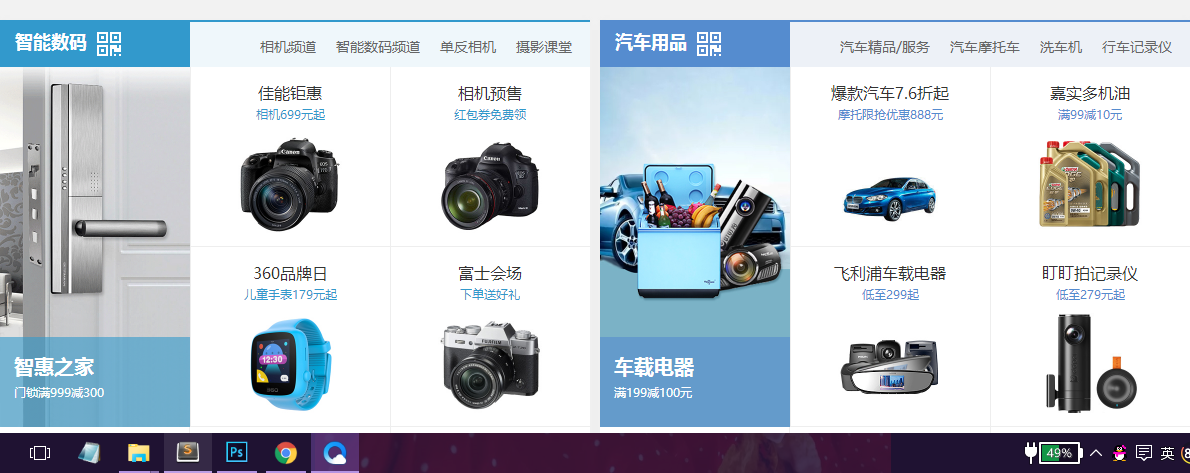 智能数码
相机频道 智能数码频道 单反相机 摄影课堂
佳能钜惠
相机699元起
Canon
相机预售
红包券免费领
Canon
360品牌日
儿童手表179元起
12:30
富士会场
下单送好礼
FUJIFILM
智惠之家
门锁满999减300
汽车用品
汽车精品/服务 汽车摩托车 洗车机 行车记录仪
爆款汽车7.6折起
摩托限抢优惠888元
嘉实多机油
满99减10元
飞利浦车载电器
低至299起
盯盯拍记录仪
低至279元起
车载电器
满199减100元
S
Ps
49%
英